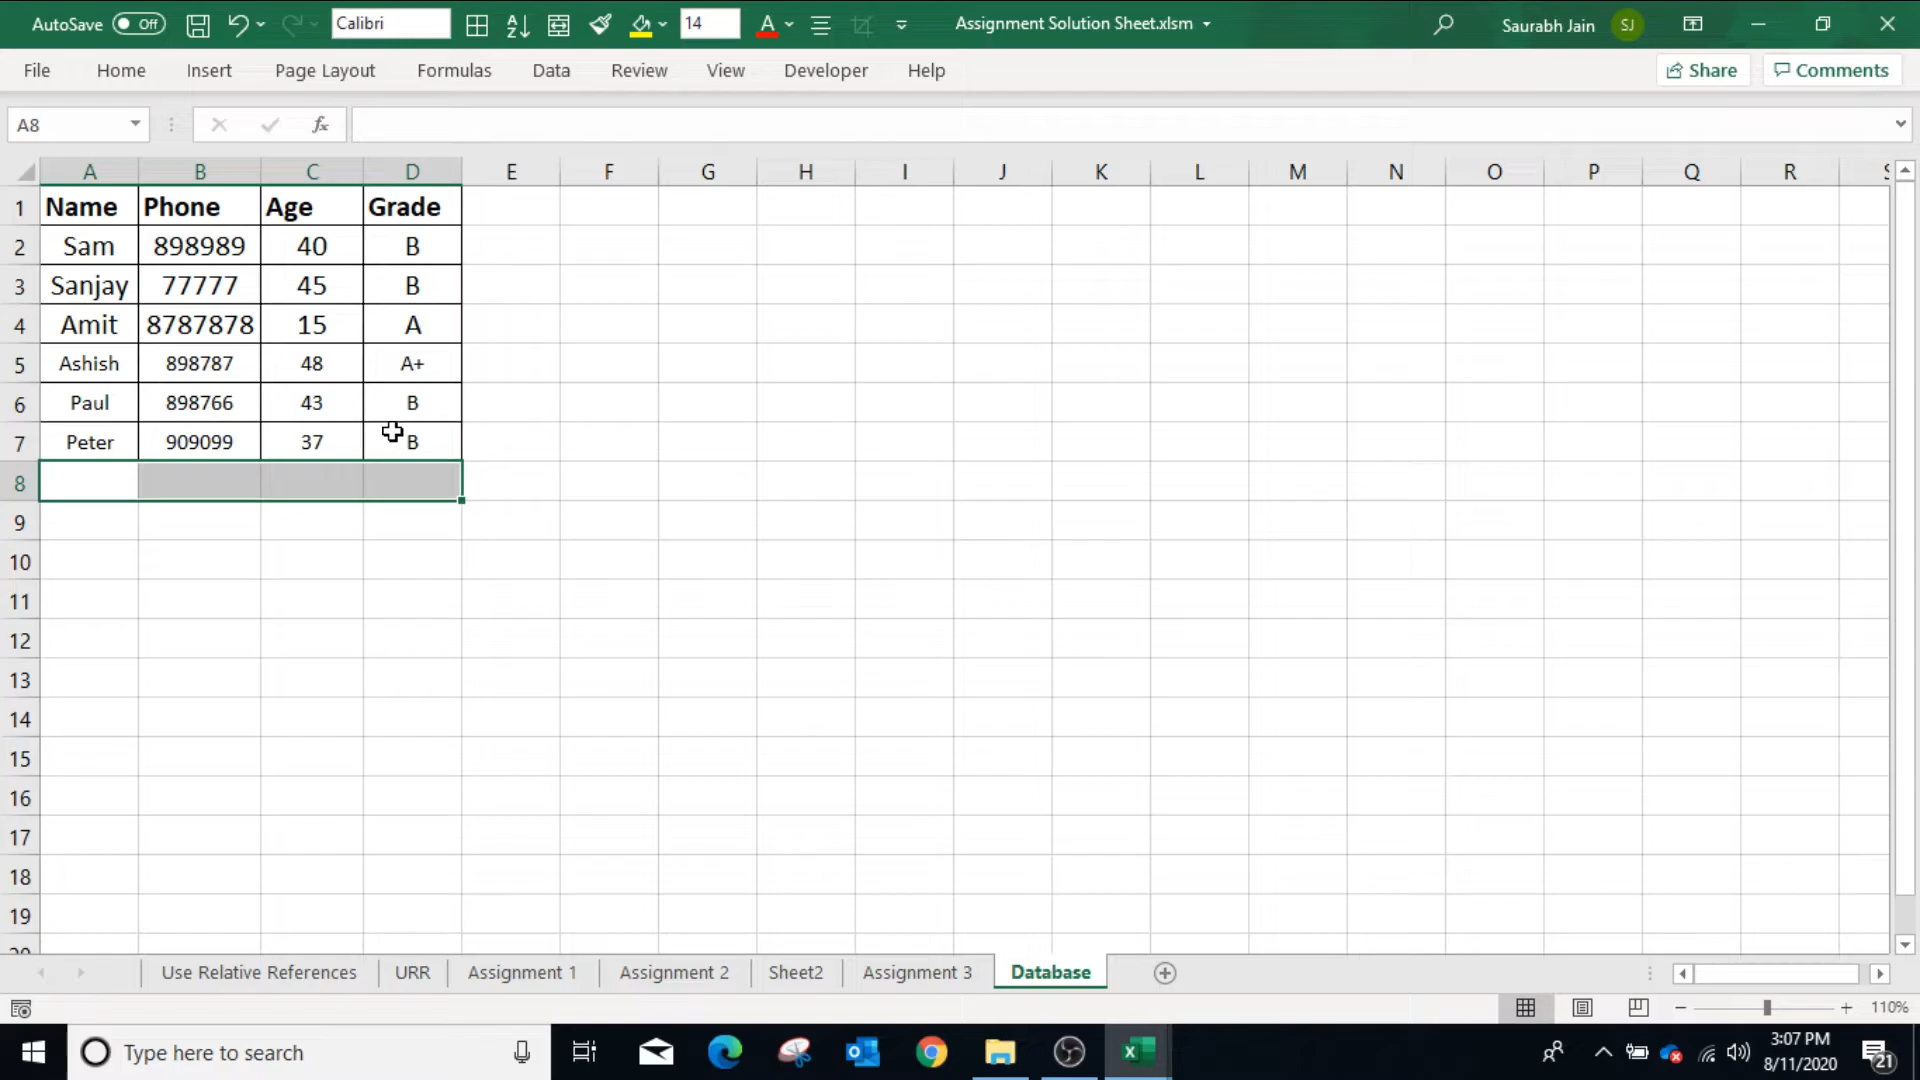 AutoSave Off Calibri 14 A Assignment Solution Sheet.xlsm Saurabh Jain SJ
File Home Insert Page Layout Formulas Data Review View Developer Help Share Comments
A8 fx
A B C D E F G H I J K L M N O P Q R
1 Name Phone Age Grade
2 Sam 898989 40 B
3 Sanjay 77777 45 B
4 Amit 8787878 15 A
5 Ashish 898787 48 A+
6 Paul 898766 43 B
7 Peter 909099 37 B
8
9
10
11
12
13
14
15
16
17
18
19
Use Relative References URR Assignment 1 Assignment 2 Sheet2 Assignment 3 Database
110%
Type here to search 3:07 PM
8/11/2020 21